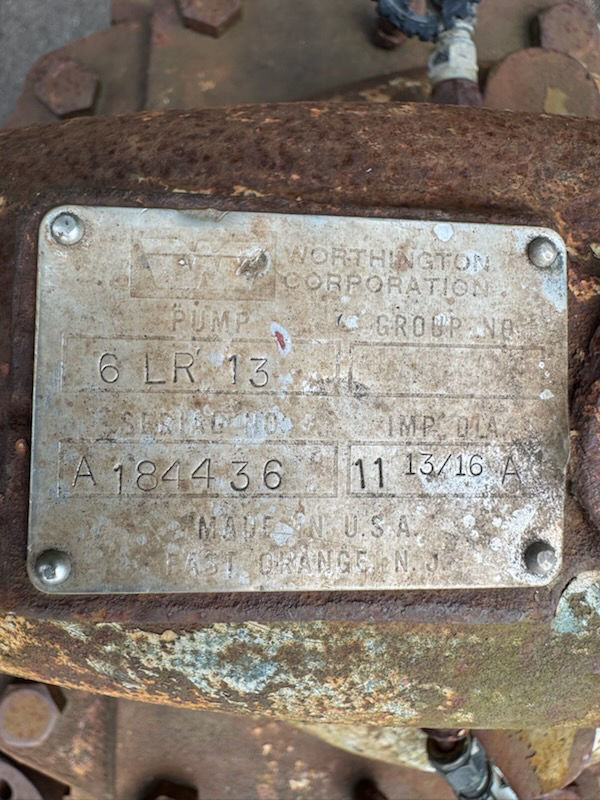 WORTHINGTON
CORPORATION
PUMP GROUP NO.
6 LR 13
SERIAL NO. IMP. DIA.
A184436 11 13/16 A
MADE IN U.S.A.
EAST ORANGE, N.J.